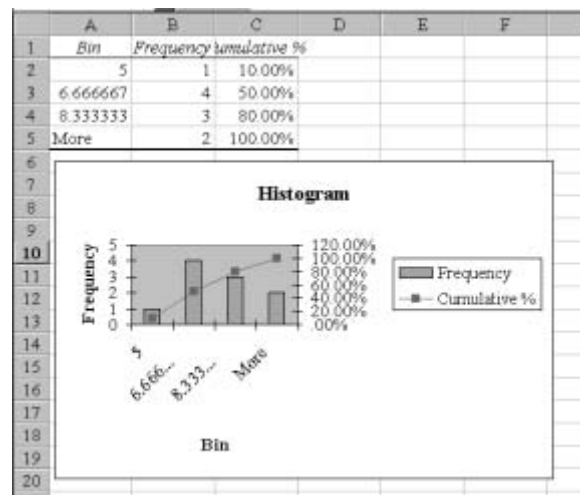 A B C D E F
1 Bin Frequency umulative %
2 5 1 10.00%
3 6.666667 4 50.00%
4 8.333333 3 80.00%
5 More 2 100.00%
6
7
8
9
10
11
12
13
14
15
16
17
18
19
20
Histogram
Frequency
5
4
3
2
1
0
120.00%
100.00%
80.00%
60.00%
40.00%
20.00%
.00%
5
6.666...
8.333...
More
Bin
Frequency
Cumulative %